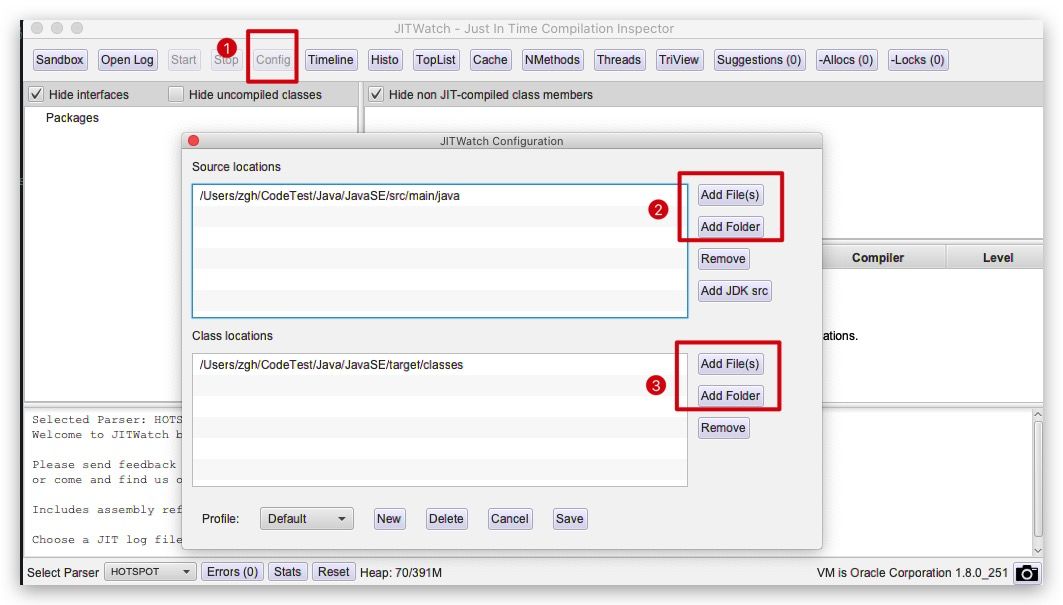 JITWatch - Just In Time Compilation Inspector
Sandbox Open Log Start Stop Config Timeline Histo TopList Cache NMethods Threads TriView Suggestions (0) -Allocs (0) -Locks (0)
1
Hide interfaces Hide uncompiled classes Hide non JIT-compiled class members
Packages
JITWatch Configuration
Source locations
/Users/zgh/CodeTest/Java/JavaSE/src/main/java
Add File(s)
2
Add Folder
Remove
Add JDK src
Compiler Level
ations.
Class locations
/Users/zgh/CodeTest/Java/JavaSE/target/classes
Add File(s)
3
Add Folder
Remove
Selected Parser: HOTS
Welcome to JITWatch b
Please send feedback
or come and find us o
Includes assembly ref
Choose a JIT log file
Profile: Default New Delete Cancel Save
Select Parser HOTSPOT Errors (0) Stats Reset Heap: 70/391M VM is Oracle Corporation 1.8.0_251